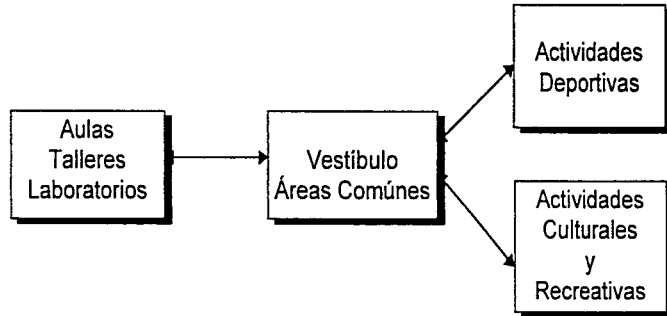 Aulas
Talleres
Laboratorios
Vestíbulo
Áreas Comúnes
Actividades
Deportivas
Actividades
Culturales
y
Recreativas